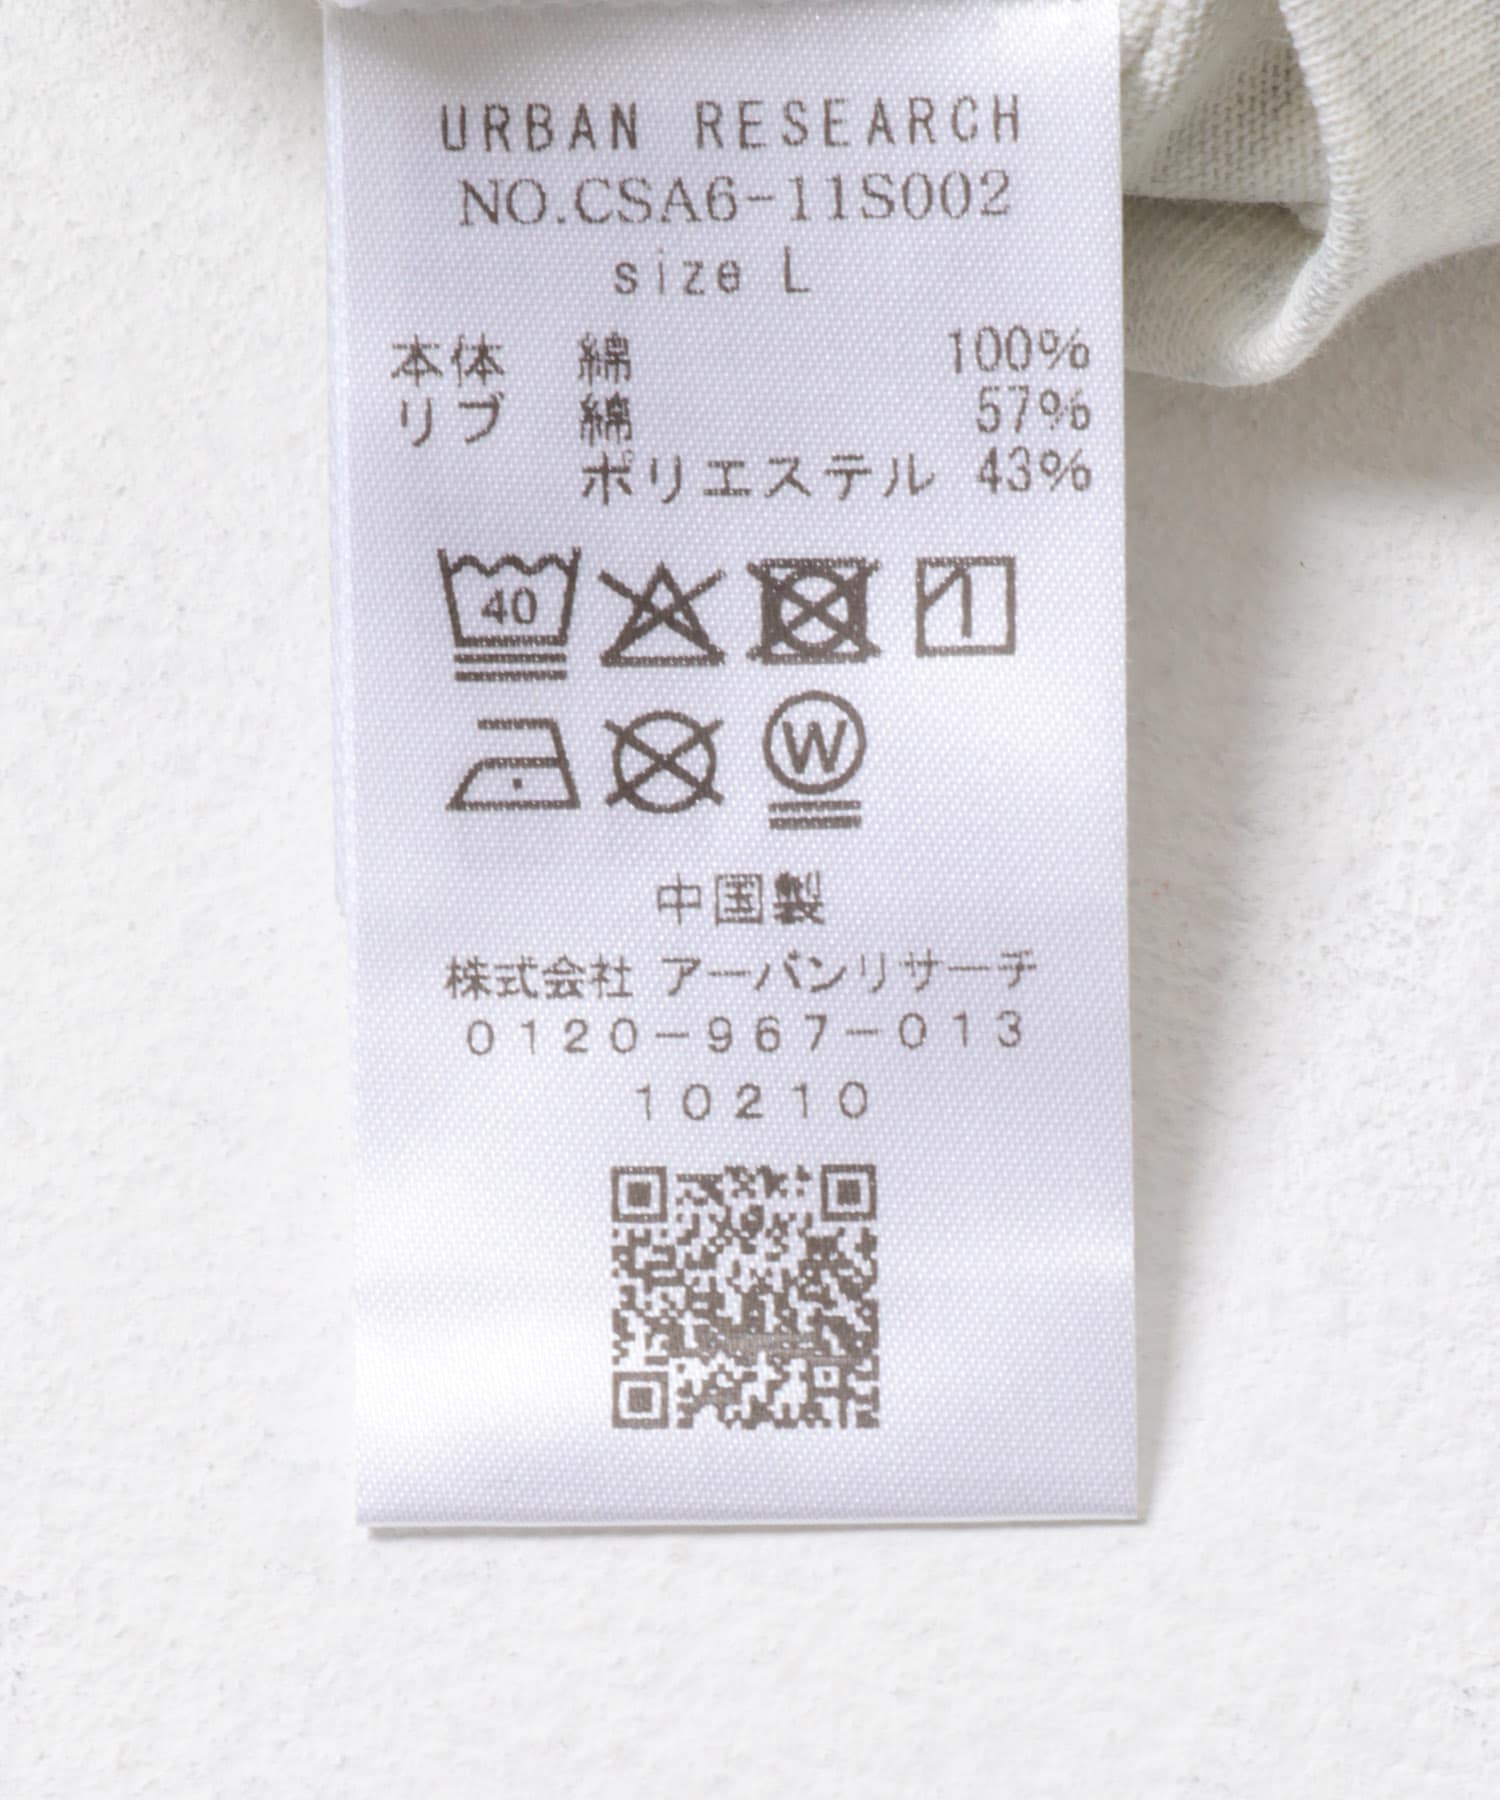 URBAN RESEARCH
NO.CSA6-11S002
size L
本体 綿 100%
リブ 綿 57%
ポリエステル 43%
40
W
中国製
株式会社 アーバンリサーチ
0120-967-013
10210